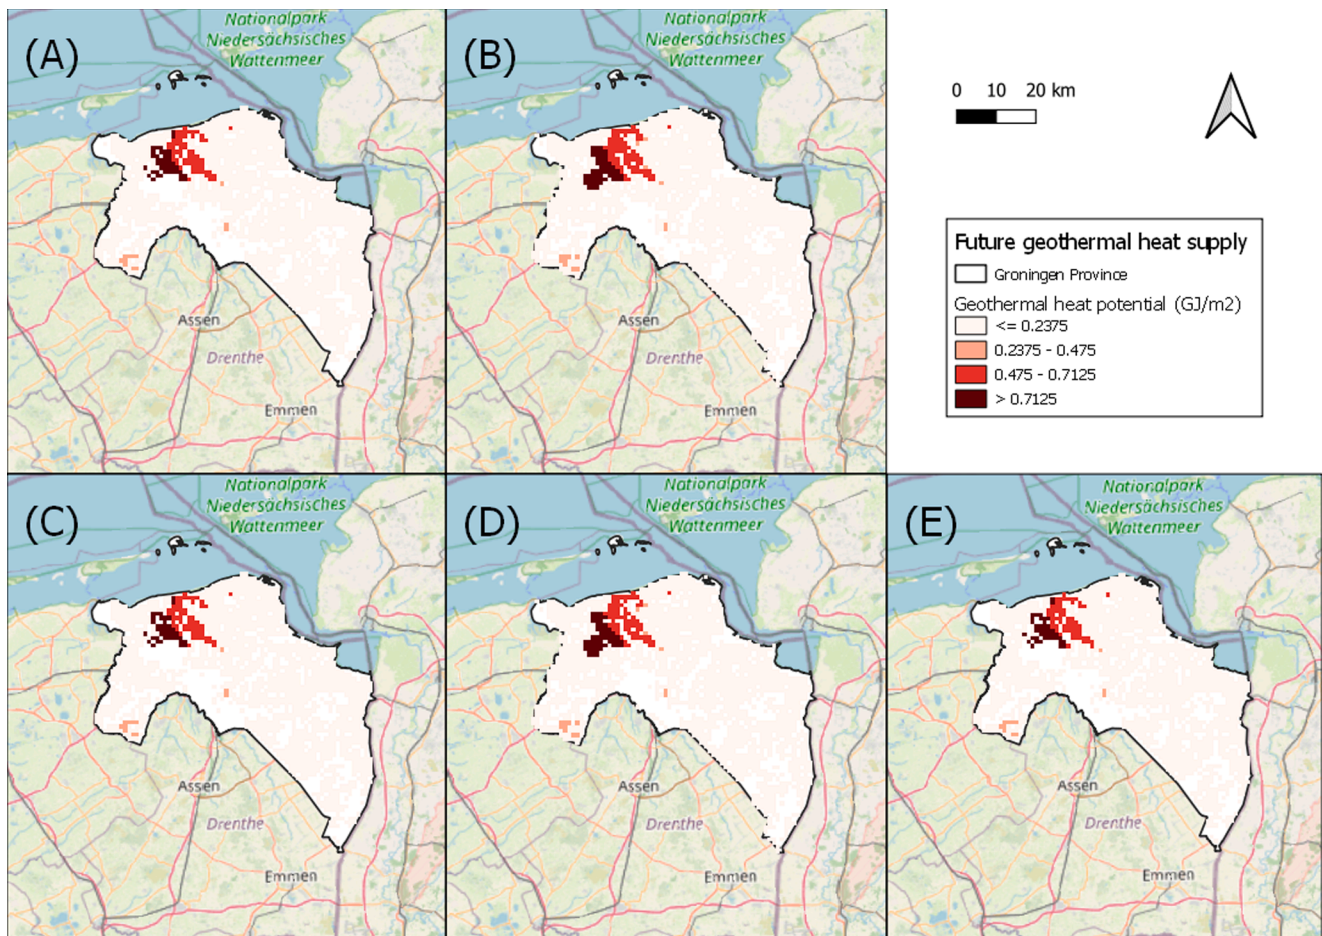 (A)
Nationalpark
Niedersächsisches
Wattenmeer
Assen
Drenthe
Emmen
(B)
Nationalpark
Niedersächsisches
Wattenmeer
Assen
Drenthe
Emmen
0 10 20 km
Future geothermal heat supply
Groningen Province
Geothermal heat potential (GJ/m2)
<= 0.2375
0.2375 - 0.475
0.475 - 0.7125
> 0.7125
(C)
Nationalpark
Niedersächsisches
Wattenmeer
Assen
Drenthe
Emmen
(D)
Nationalpark
Niedersächsisches
Wattenmeer
Assen
Drenthe
Emmen
(E)
Nationalpark
Niedersächsisches
Wattenmeer
Assen
Drenthe
Emmen